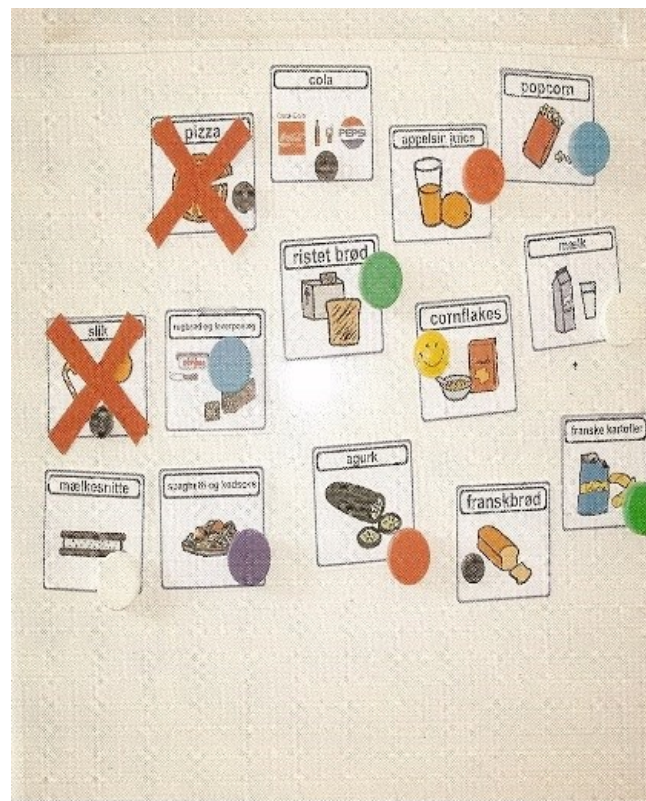 cola
popcorn
pizza
appelsin juice
Coca-Cola
PEPSI
ristet brød
mælk
cornflakes
slik
rugbrød og leverpostej
franske kartofler
agurk
mælkesnitte
spaghetti og kødsovs
franskbrød